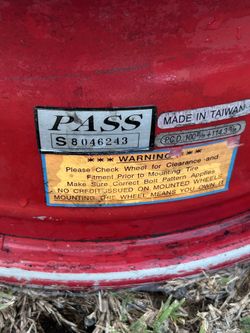 PASS
S 8046243
MADE IN TAIWAN
P.C.D. 100 114.3
*** WARNING ***
Please Check Wheel for Clearance and
Fitment Prior to Mounting Tire
Make Sure Correct Bolt Pattern Applies
NO CREDIT ISSUED ON MOUNTED WHEELS
MOUNTING TIRE WHEEL MEANS YOU OWN IT